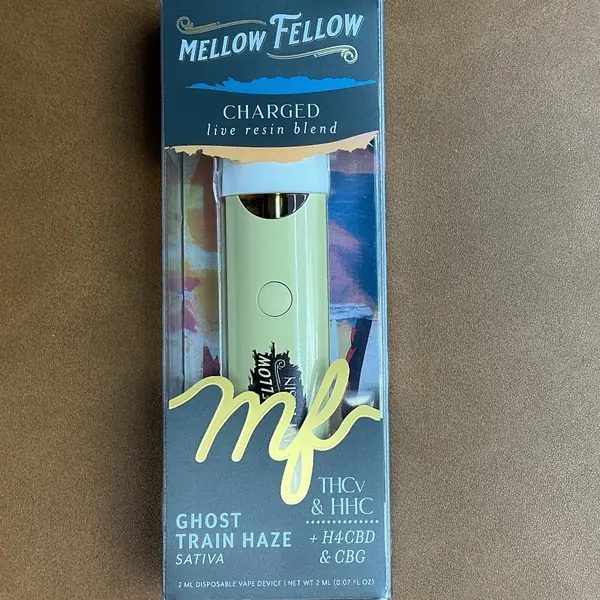 MELLOW FELLOW
CHARGED
live resin blend
mf
THCv
& HHC
GHOST
TRAIN HAZE
SATIVA
+ H4CBD
& CBG
2 ML DISPOSABLE VAPE DEVICE | NET WT 2 ML (0.07 FL OZ)